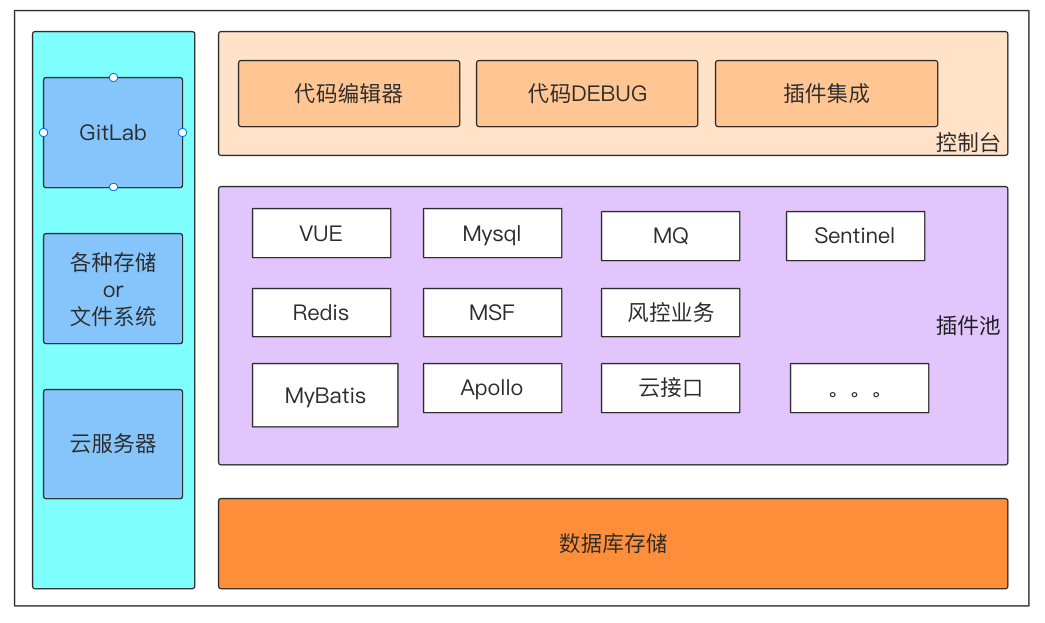 GitLab
各种存储
or
文件系统
云服务器
代码编辑器
代码DEBUG
插件集成
控制台
VUE
Mysql
MQ
Sentinel
Redis
MSF
风控业务
插件池
MyBatis
Apollo
云接口
。。。
数据库存储